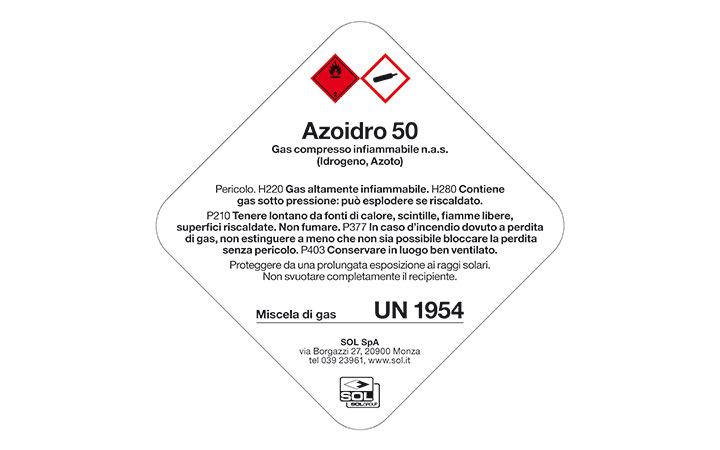 Azoidro 50
Gas compresso infiammabile n.a.s.
(Idrogeno, Azoto)
Pericolo. H220 Gas altamente infiammabile. H280 Contiene
gas sotto pressione: può esplodere se riscaldato.
P210 Tenere lontano da fonti di calore, scintille, fiamme libere,
superfici riscaldate. Non fumare. P377 In caso d’incendio dovuto a perdita
di gas, non estinguere a meno che non sia possibile bloccare la perdita
senza pericolo. P403 Conservare in luogo ben ventilato.
Proteggere da una prolungata esposizione ai raggi solari.
Non svuotare completamente il recipiente.
Miscela di gas UN 1954
SOL SpA
via Borgazzi 27, 20900 Monza
tel 039 23961, www.sol.it
SOL
SOLGROUP